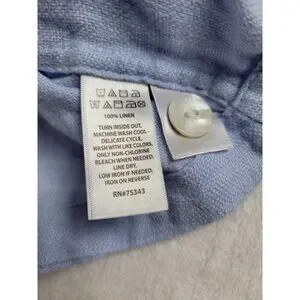 100% LINEN
TURN INSIDE OUT,
MACHINE WASH COOL -
DELICATE CYCLE,
WASH WITH LIKE COLORS,
ONLY NON-CHLORINE
BLEACH WHEN NEEDED,
LINE DRY,
LOW IRON IF NEEDED,
IRON ON REVERSE
RN#75343